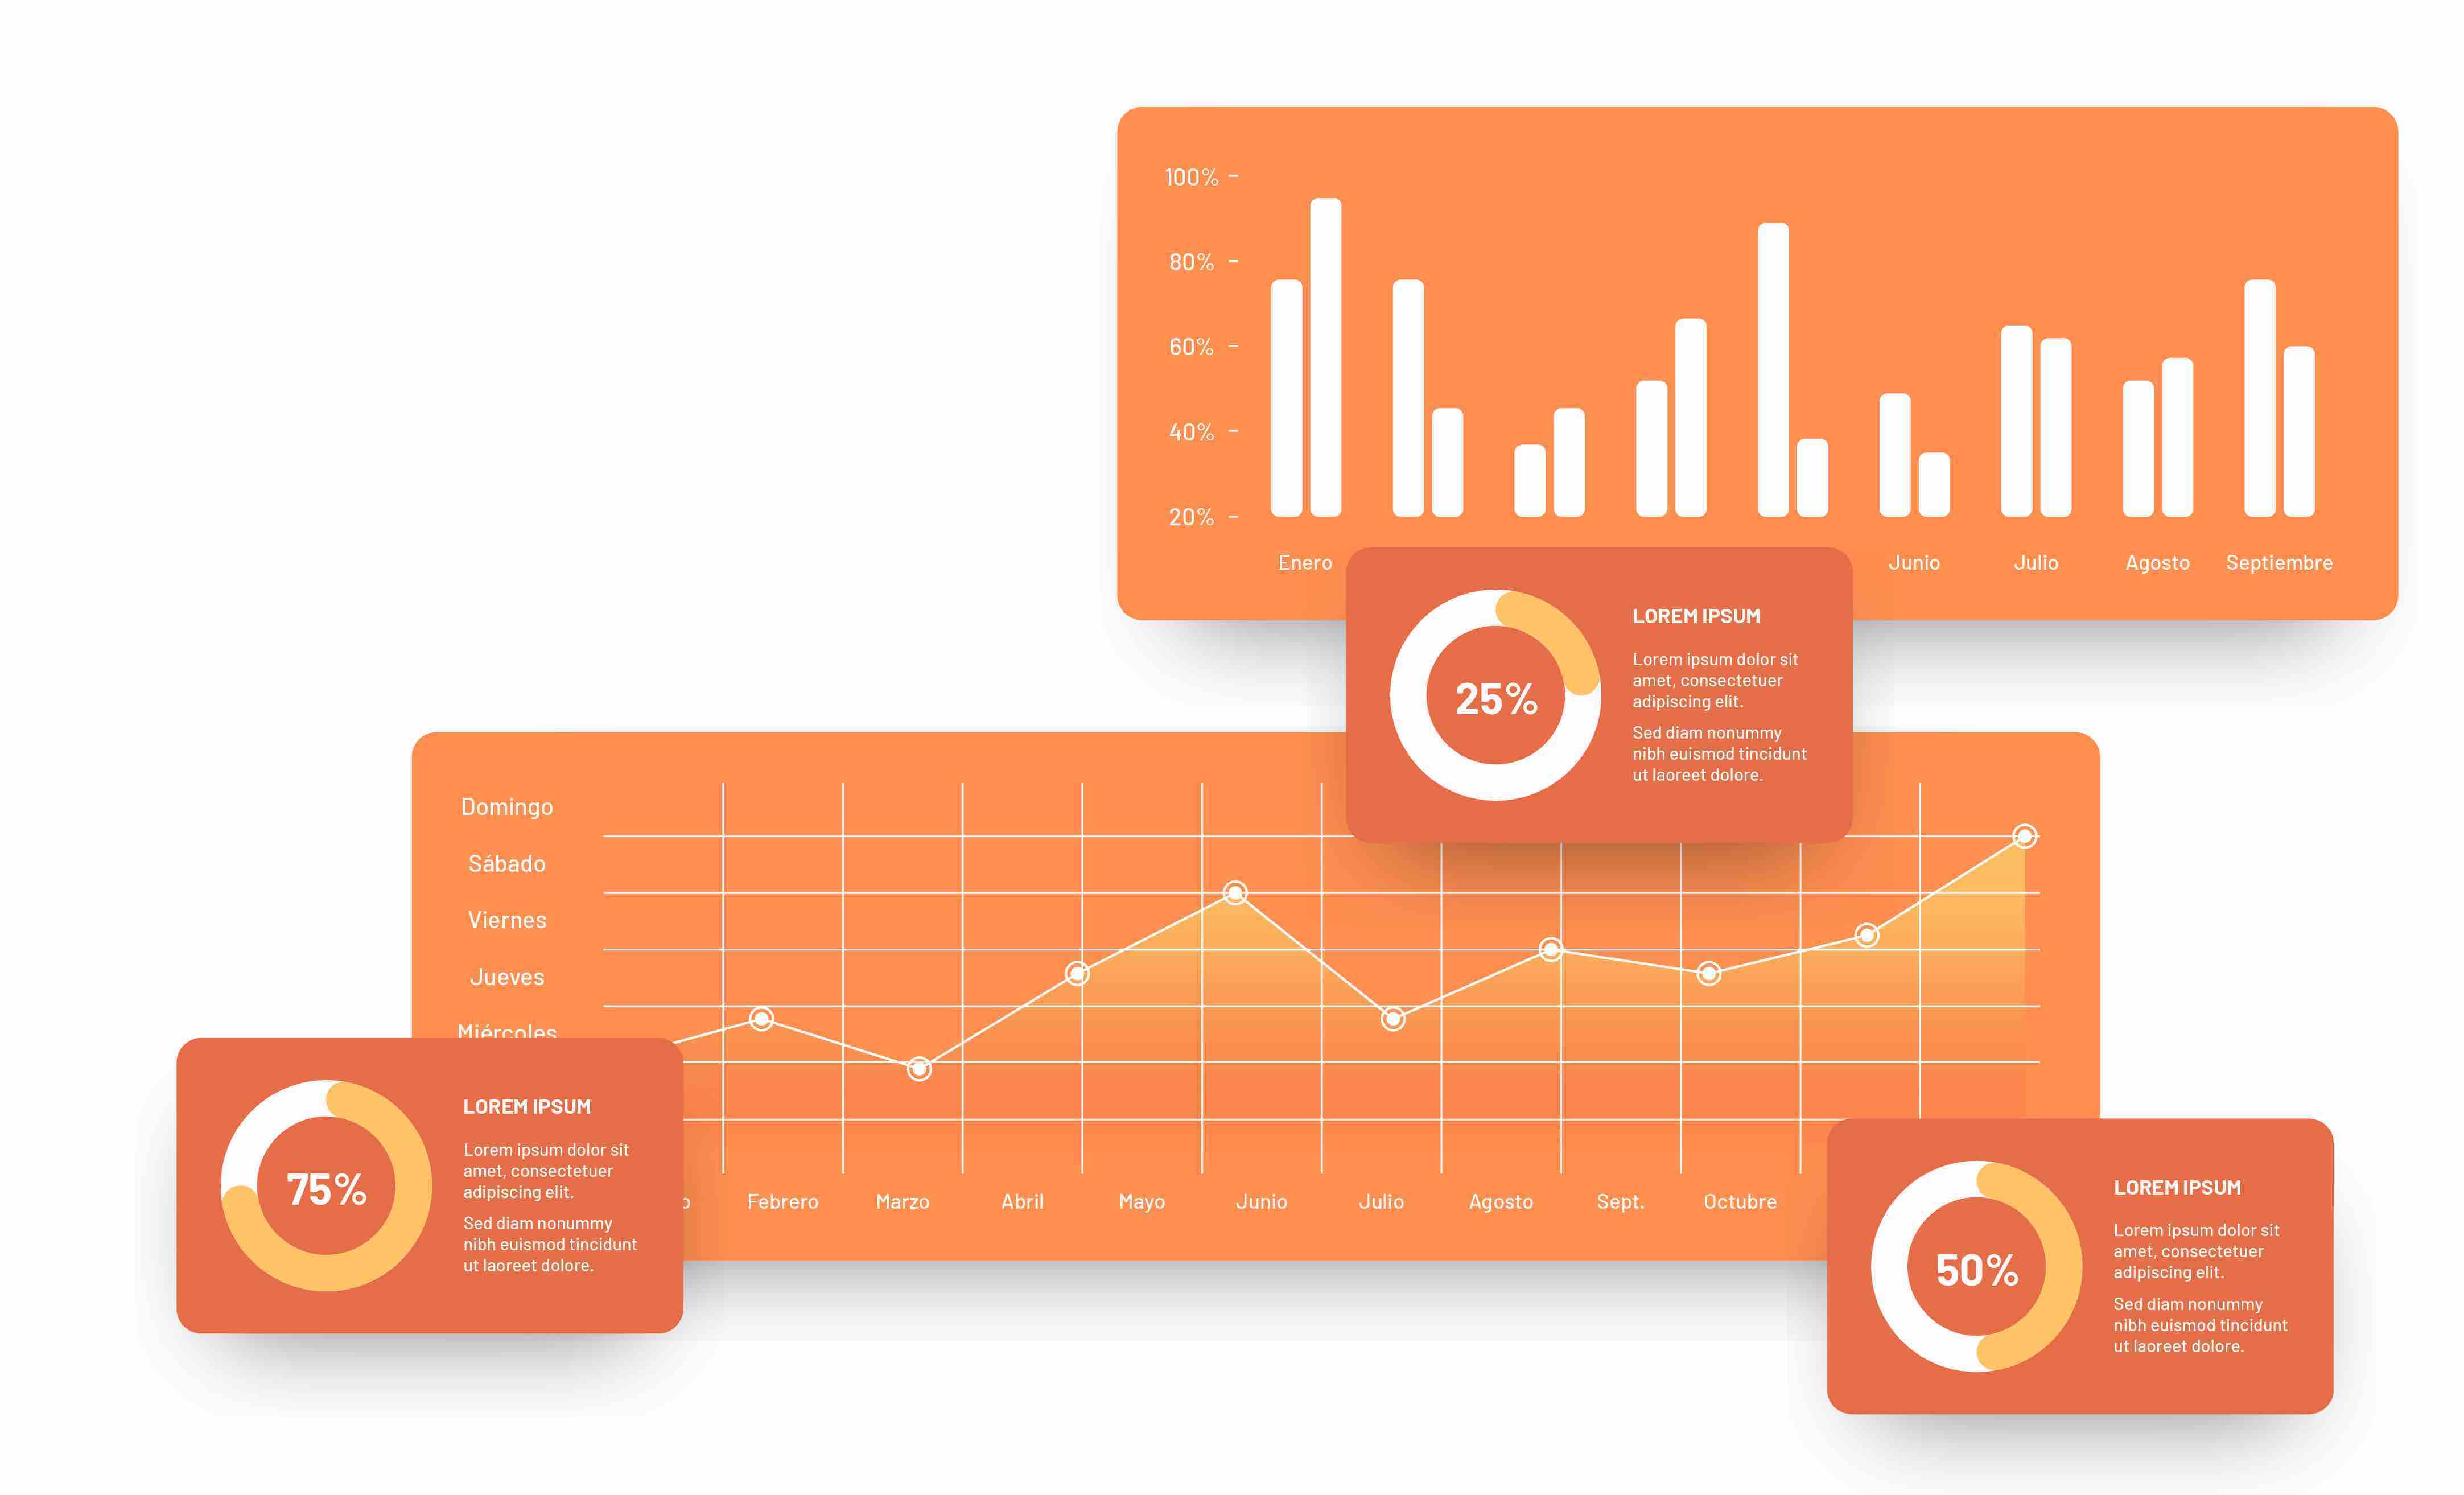 100%
80%
60%
40%
20%
Enero
Junio
Julio
Agosto
Septiembre
25%
LOREM IPSUM
Lorem ipsum dolor sit
amet, consectetuer
adipiscing elit.
Sed diam nonummy
nibh euismod tincidunt
ut laoreet dolore.
Domingo
Sábado
Viernes
Jueves
Miércoles
o
Febrero
Marzo
Abril
Mayo
Junio
Julio
Agosto
Sept.
Octubre
75%
LOREM IPSUM
Lorem ipsum dolor sit
amet, consectetuer
adipiscing elit.
Sed diam nonummy
nibh euismod tincidunt
ut laoreet dolore.
50%
LOREM IPSUM
Lorem ipsum dolor sit
amet, consectetuer
adipiscing elit.
Sed diam nonummy
nibh euismod tincidunt
ut laoreet dolore.